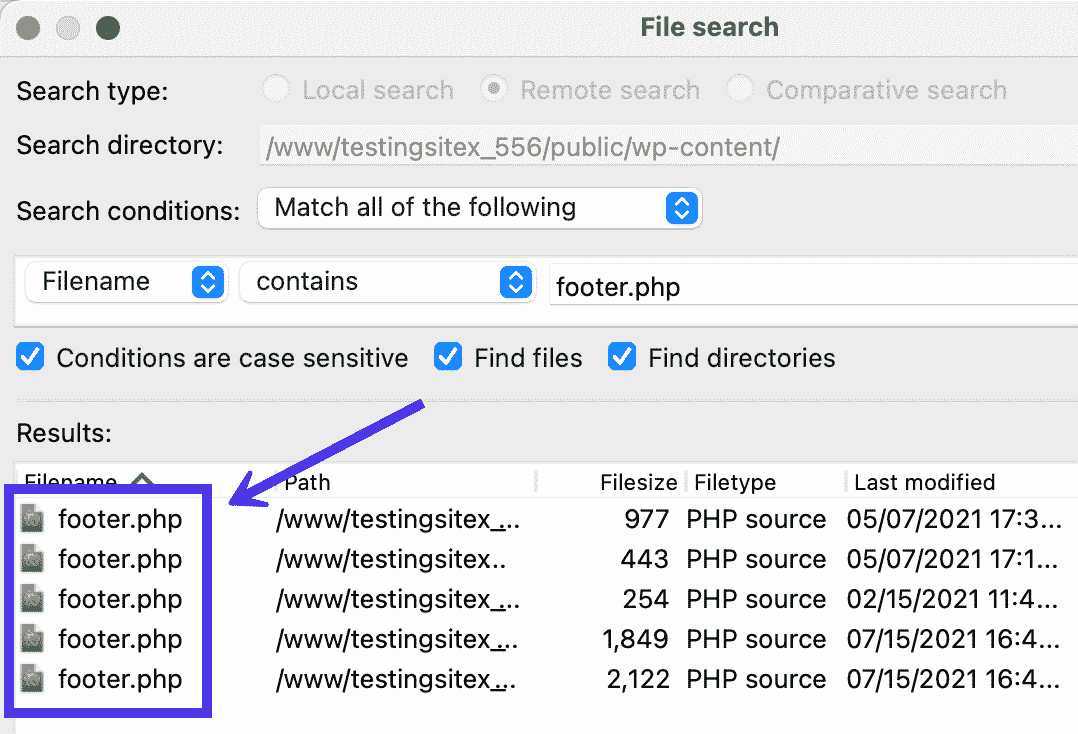 File search
Search type: Local search Remote search Comparative search
Search directory: /www/testingsitex_556/public/wp-content/
Search conditions: Match all of the following
Filename contains footer.php
Conditions are case sensitive Find files Find directories
Results:
Filename Path Filesize Filetype Last modified
footer.php /www/testingsitex_... 977 PHP source 05/07/2021 17:3...
footer.php /www/testingsitex.. 443 PHP source 05/07/2021 17:1...
footer.php /www/testingsitex_... 254 PHP source 02/15/2021 11:4...
footer.php /www/testingsitex_... 1,849 PHP source 07/15/2021 16:4...
footer.php /www/testingsitex_... 2,122 PHP source 07/15/2021 16:4...